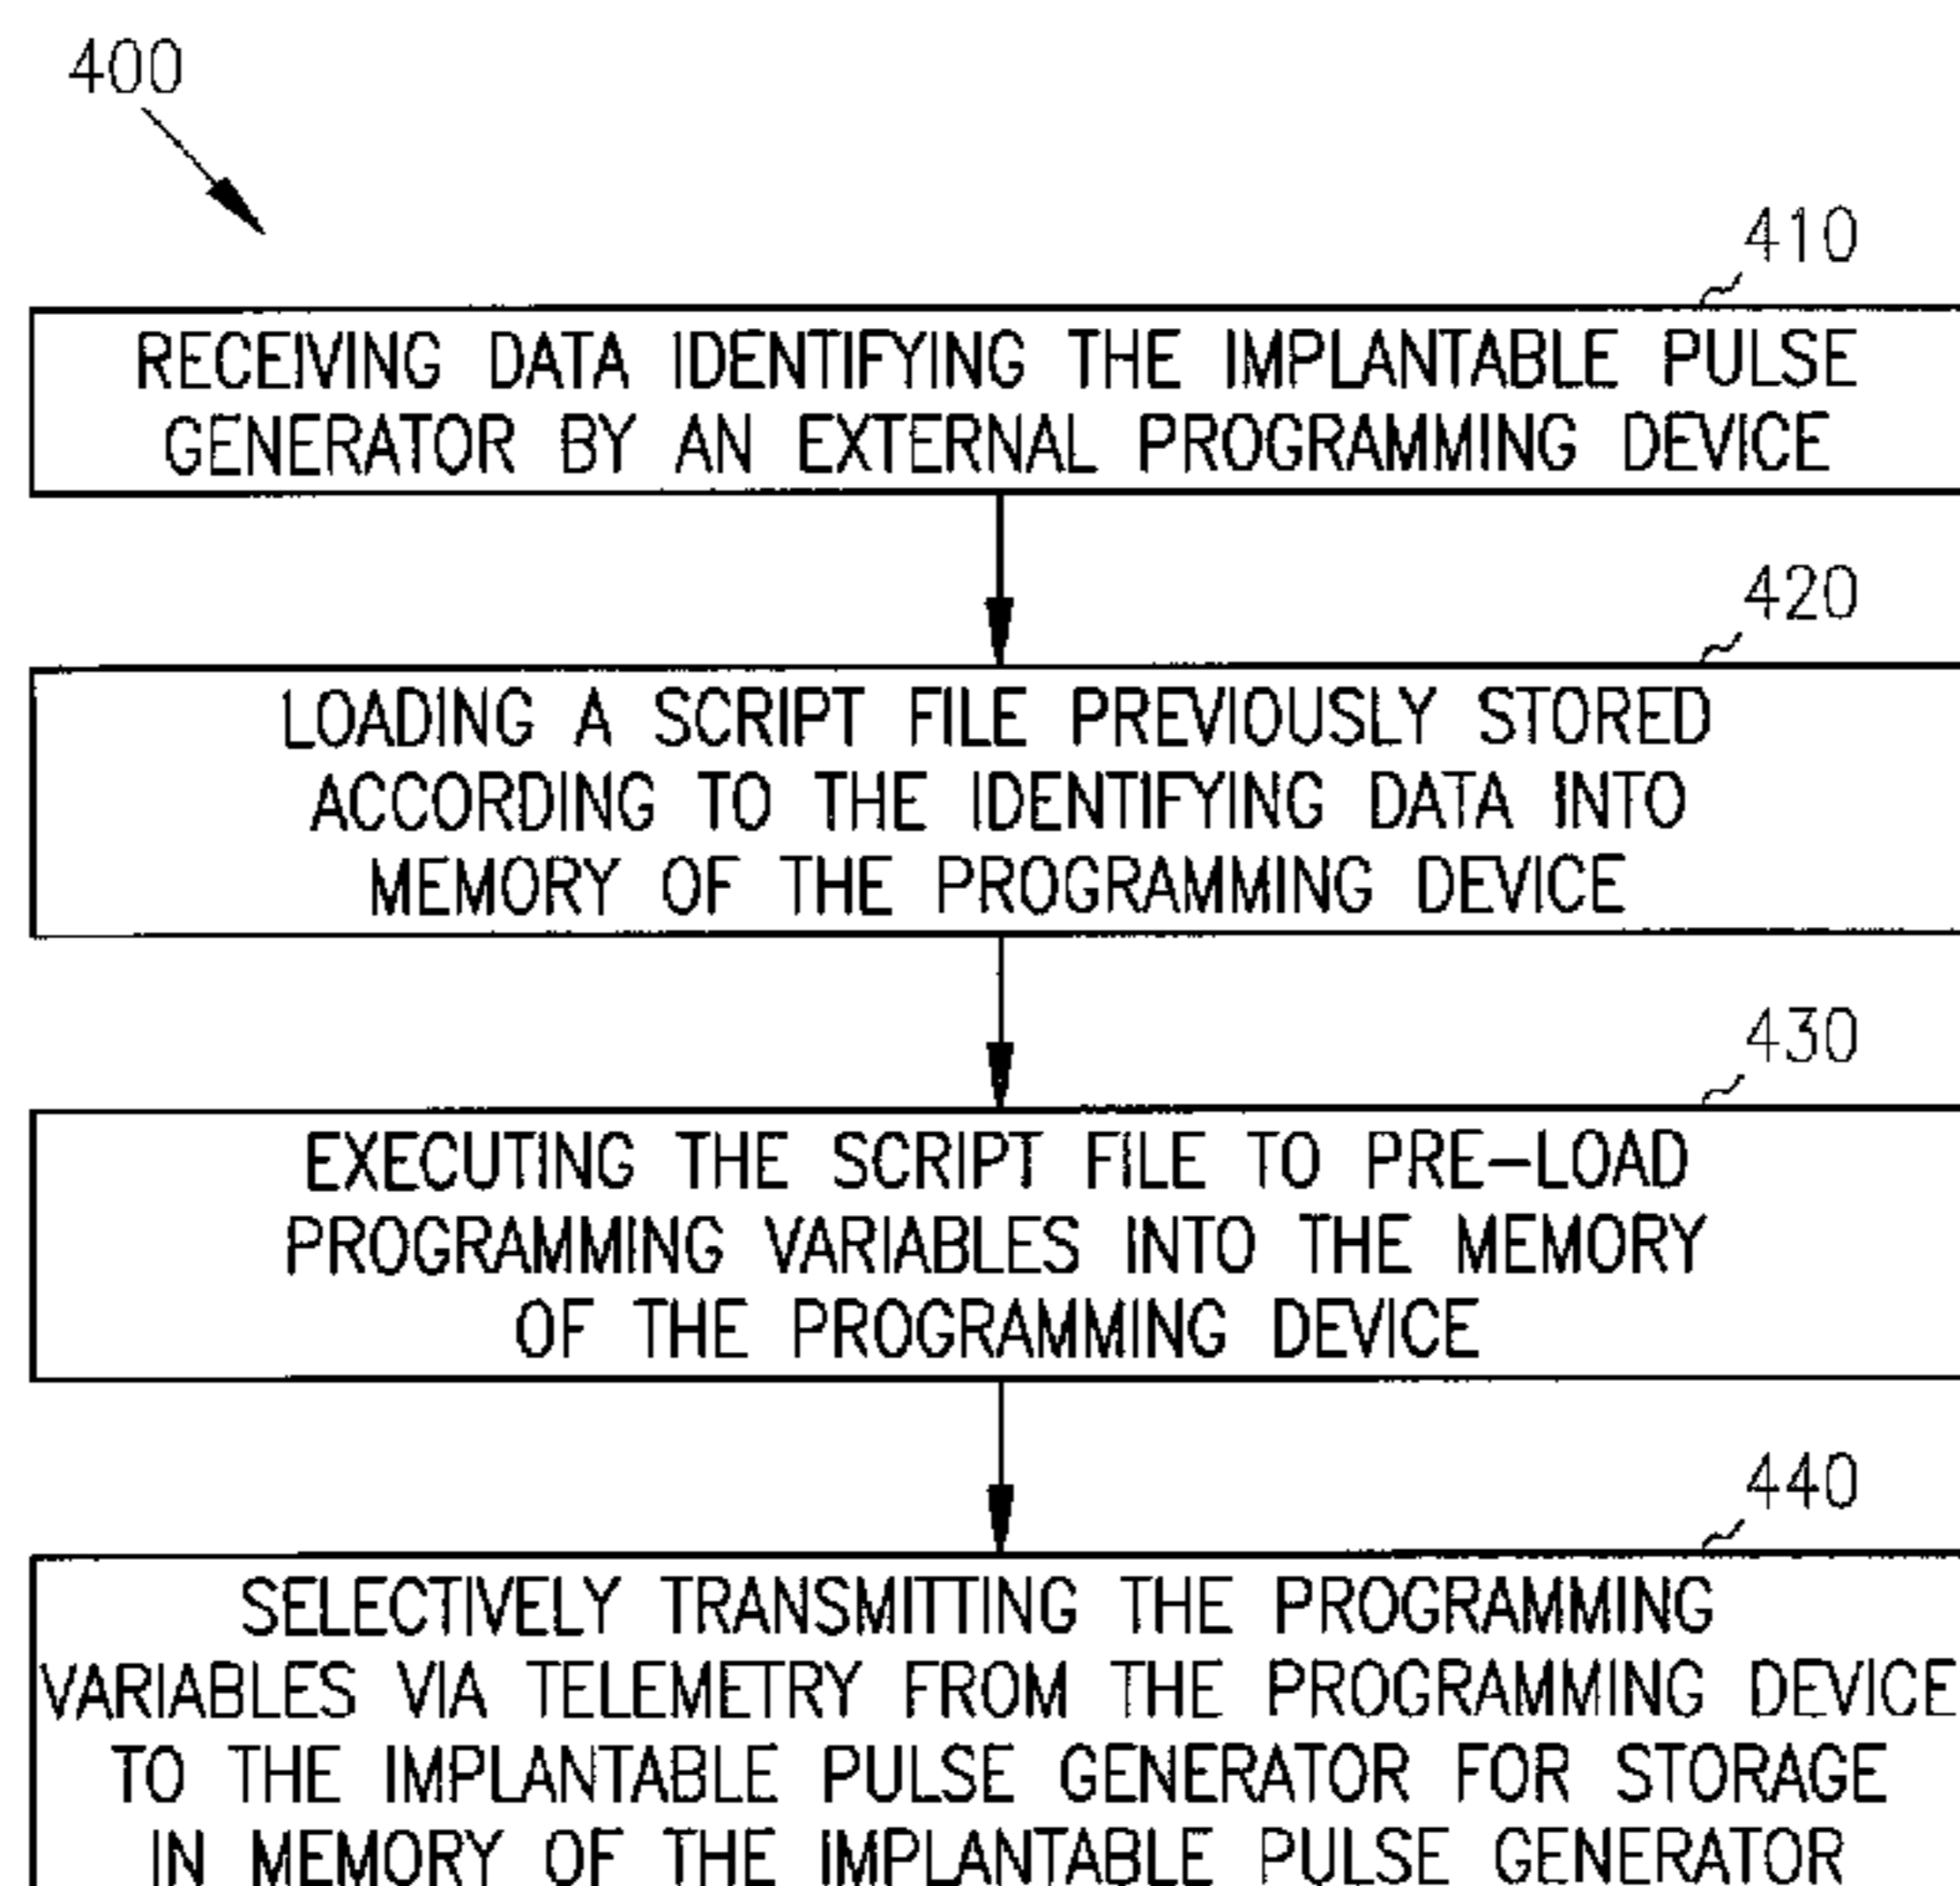 400
410
RECEIVING DATA IDENTIFYING THE IMPLANTABLE PULSE
GENERATOR BY AN EXTERNAL PROGRAMMING DEVICE
420
LOADING A SCRIPT FILE PREVIOUSLY STORED
ACCORDING TO THE IDENTIFYING DATA INTO
MEMORY OF THE PROGRAMMING DEVICE
430
EXECUTING THE SCRIPT FILE TO PRE-LOAD
PROGRAMMING VARIABLES INTO THE MEMORY
OF THE PROGRAMMING DEVICE
440
SELECTIVELY TRANSMITTING THE PROGRAMMING
VARIABLES VIA TELEMETRY FROM THE PROGRAMMING DEVICE
TO THE IMPLANTABLE PULSE GENERATOR FOR STORAGE
IN MEMORY OF THE IMPLANTABLE PULSE GENERATOR